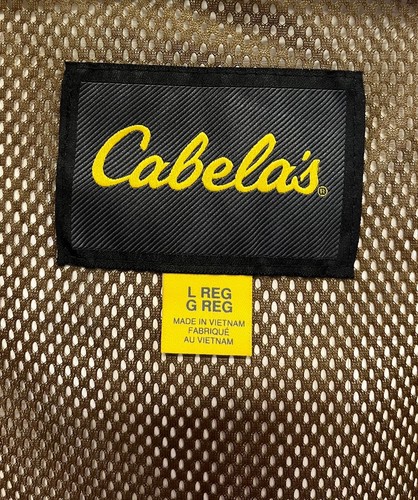 Cabela's®
L REG
G REG
MADE IN VIETNAM
FABRIQUÉ
AU VIETNAM